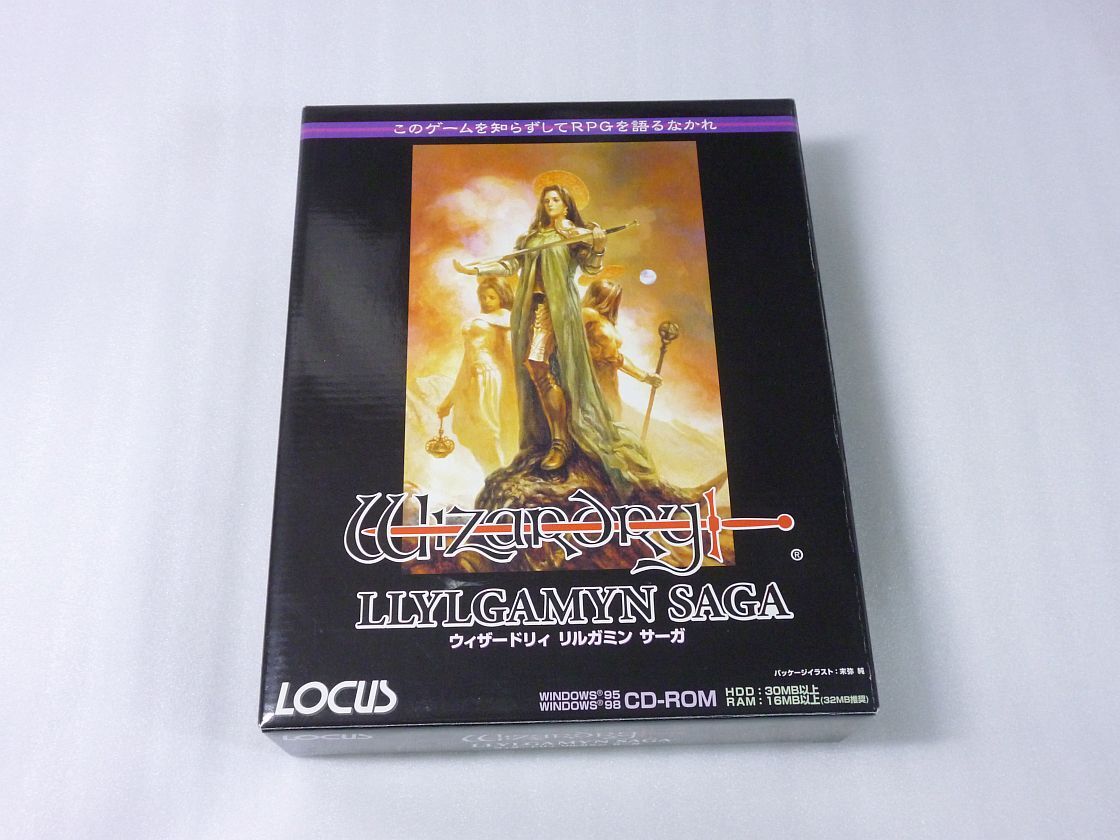 このゲームを知らずしてRPGを語るなかれ
Wizardry®
LLYLGAMYN SAGA
ウィザードリィ リルガミン サーガ
パッケージイラスト:末弥 純
LOCUS
WINDOWS®95
WINDOWS®98
CD-ROM
HDD:30MB以上
RAM:16MB以上(32MB推奨)
LOCUS
Wizardry
LLYLGAMYN SAGA